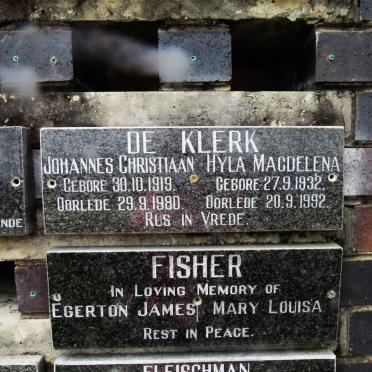 NDE
DE KLERK
JOHANNES CHRISTIAAN HYLA MAGDELENA
GEBORE 30.10.1919. GEBORE 27.9.1932.
OORLEDE 29.9.1980. OORLEDE 20.9.1992.
RUS IN VREDE.
FISHER
IN LOVING MEMORY OF
EGERTON JAMES MARY LOUISA
REST IN PEACE.
FLEISCHMAN